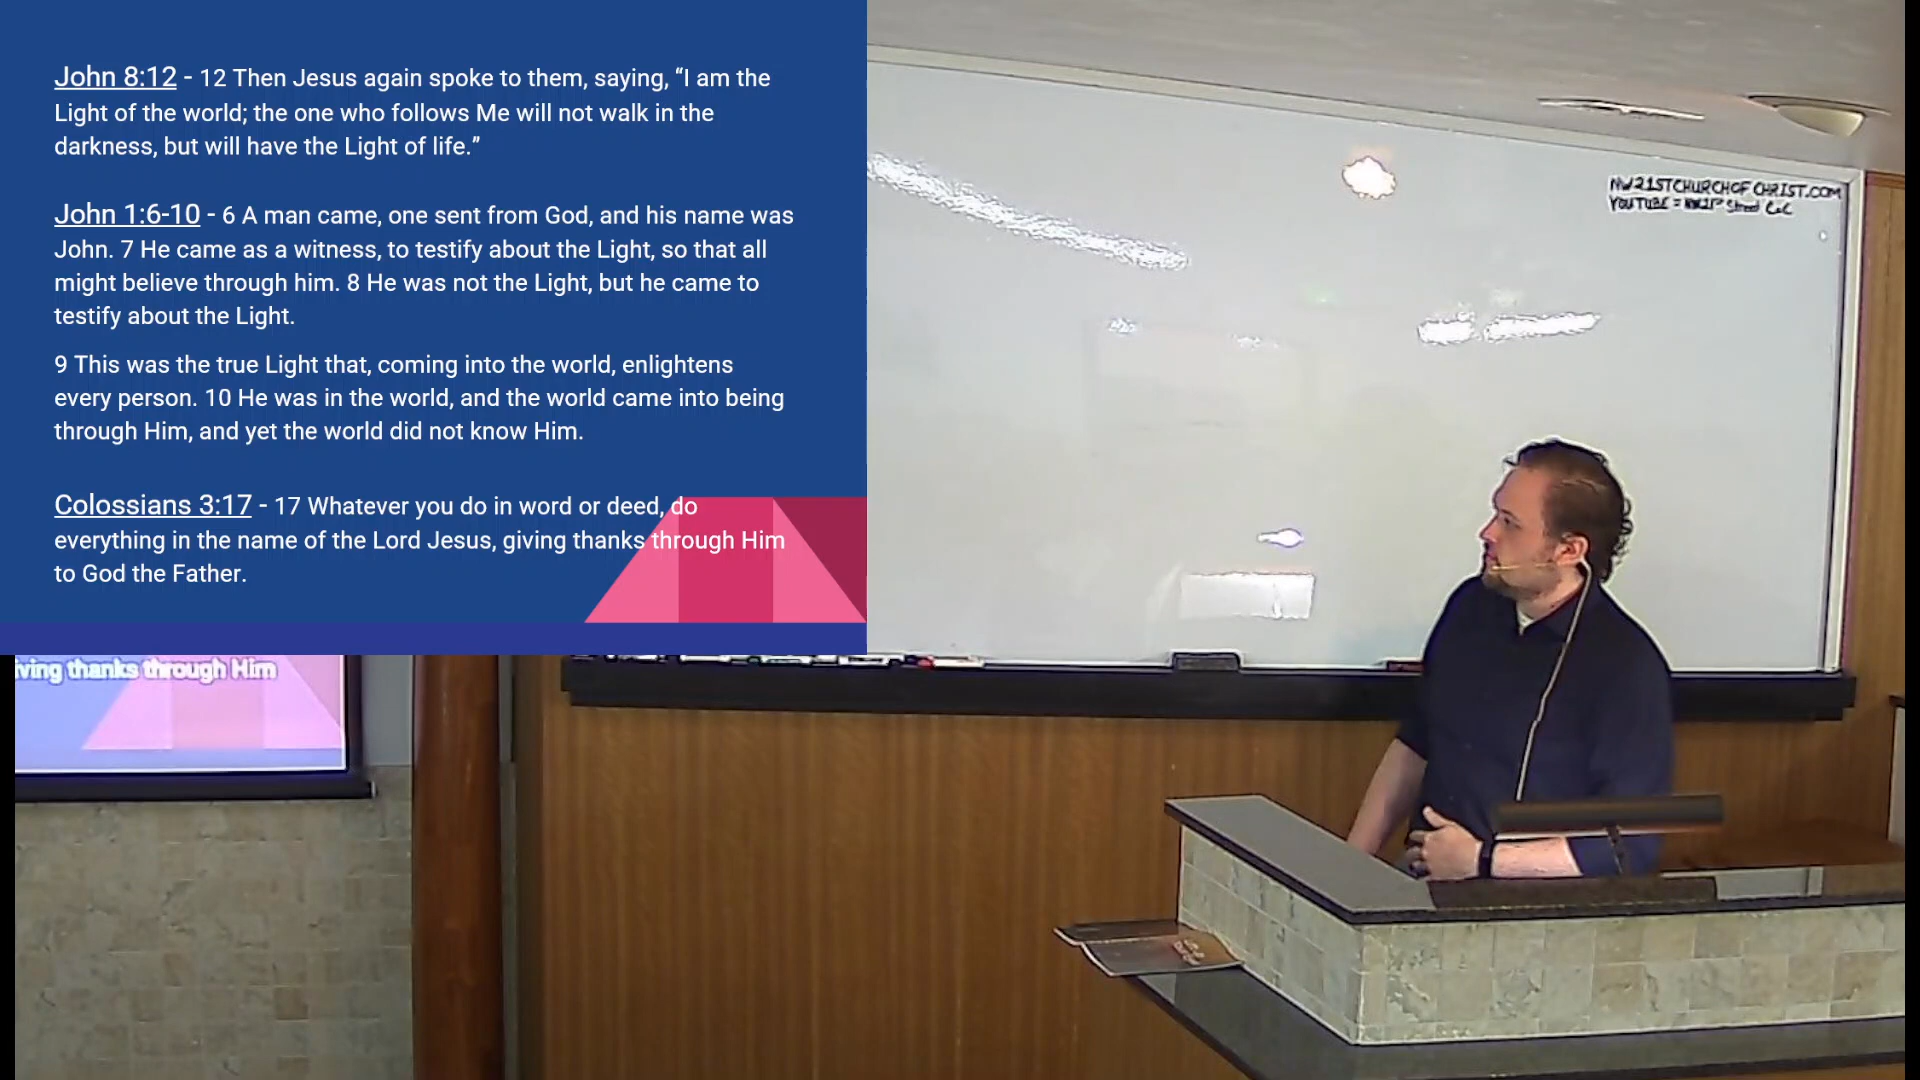 John 8:12 - 12 Then Jesus again spoke to them, saying, “I am the
Light of the world; the one who follows Me will not walk in the
darkness, but will have the Light of life.”
John 1:6-10 - 6 A man came, one sent from God, and his name was
John. 7 He came as a witness, to testify about the Light, so that all
might believe through him. 8 He was not the Light, but he came to
testify about the Light.
9 This was the true Light that, coming into the world, enlightens
every person. 10 He was in the world, and the world came into being
through Him, and yet the world did not know Him.
Colossians 3:17 - 17 Whatever you do in word or deed, do
everything in the name of the Lord Jesus, giving thanks through Him
to God the Father.
iving thanks through Him
NW21STCHURCHOFCHRIST.COM
YOUTUBE = NW21ST Street CoC